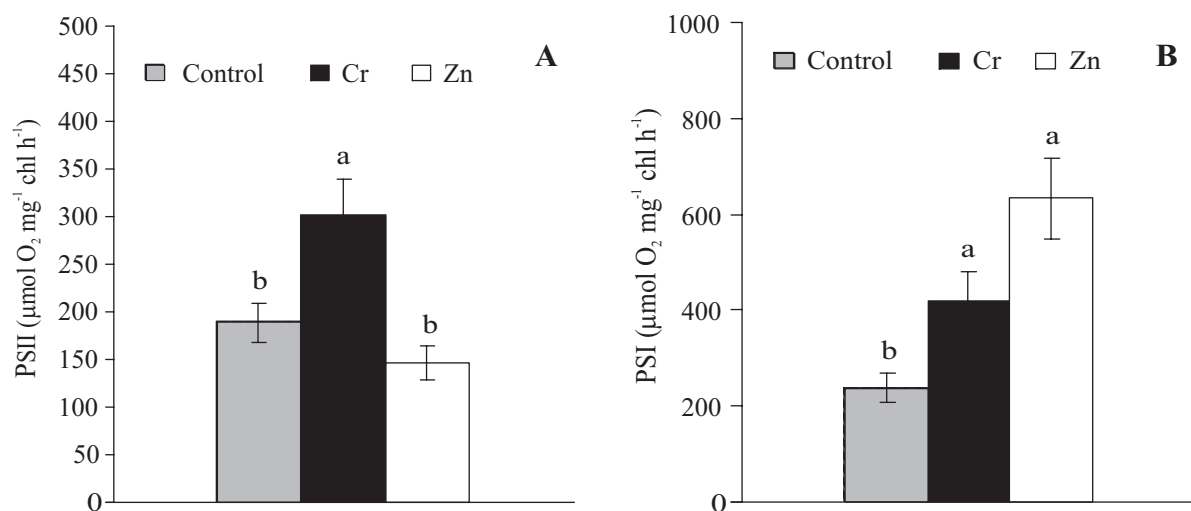 500
450
400
350
300
250
200
150
100
50
0
PSII (µmol O₂ mg⁻¹ chl h⁻¹)
Control Cr Zn
A
b
a
b
1000
800
600
400
200
0
PSI (µmol O₂ mg⁻¹ chl h⁻¹)
Control Cr Zn
B
b
a
a